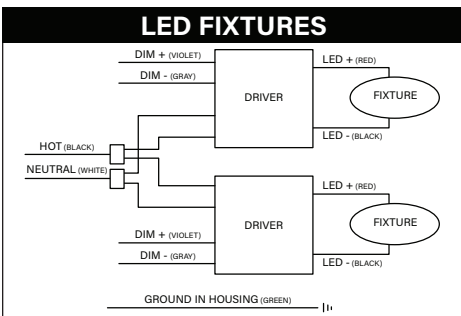 LED FIXTURES
DIM + (VIOLET)
DIM - (GRAY)
LED + (RED)
DRIVER
FIXTURE
LED - (BLACK)
HOT (BLACK)
NEUTRAL (WHITE)
LED + (RED)
DRIVER
FIXTURE
DIM + (VIOLET)
DIM - (GRAY)
LED - (BLACK)
GROUND IN HOUSING (GREEN)